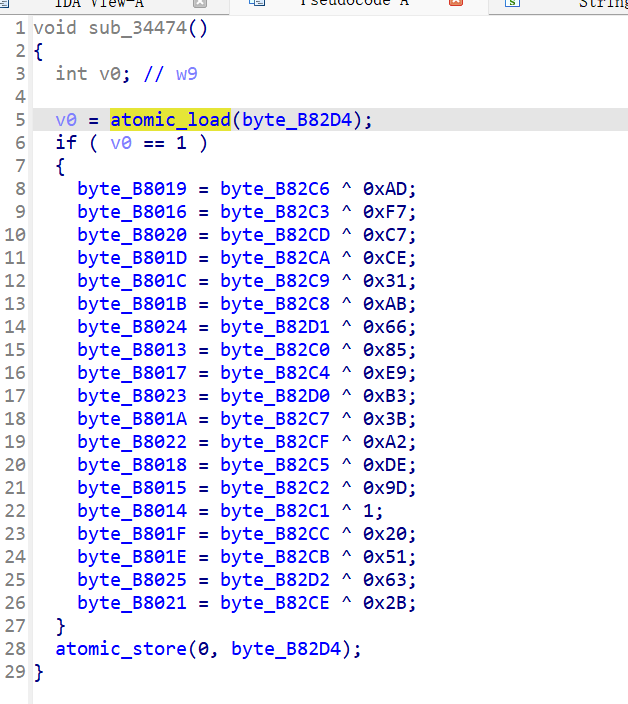 IDA View-A Pseudocode A String
1 void sub_34474()
2 {
3   int v0; // w9
4
5   v0 = atomic_load(byte_B82D4);
6   if ( v0 == 1 )
7   {
8     byte_B8019 = byte_B82C6 ^ 0xAD;
9     byte_B8016 = byte_B82C3 ^ 0xF7;
10     byte_B8020 = byte_B82CD ^ 0xC7;
11     byte_B801D = byte_B82CA ^ 0xCE;
12     byte_B801C = byte_B82C9 ^ 0x31;
13     byte_B801B = byte_B82C8 ^ 0xAB;
14     byte_B8024 = byte_B82D1 ^ 0x66;
15     byte_B8013 = byte_B82C0 ^ 0x85;
16     byte_B8017 = byte_B82C4 ^ 0xE9;
17     byte_B8023 = byte_B82D0 ^ 0xB3;
18     byte_B801A = byte_B82C7 ^ 0x3B;
19     byte_B8022 = byte_B82CF ^ 0xA2;
20     byte_B8018 = byte_B82C5 ^ 0xDE;
21     byte_B8015 = byte_B82C2 ^ 0x9D;
22     byte_B8014 = byte_B82C1 ^ 1;
23     byte_B801F = byte_B82CC ^ 0x20;
24     byte_B801E = byte_B82CB ^ 0x51;
25     byte_B8025 = byte_B82D2 ^ 0x63;
26     byte_B8021 = byte_B82CE ^ 0x2B;
27   }
28   atomic_store(0, byte_B82D4);
29 }